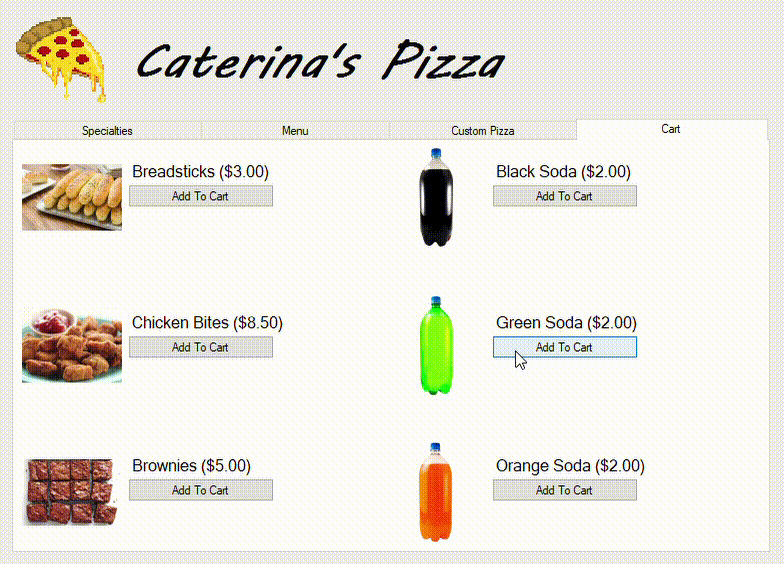 Caterina's Pizza
Specialties
Menu
Custom Pizza
Cart
Breadsticks ($3.00)
Add To Cart
Black Soda ($2.00)
Add To Cart
Chicken Bites ($8.50)
Add To Cart
Green Soda ($2.00)
Add To Cart
Brownies ($5.00)
Add To Cart
Orange Soda ($2.00)
Add To Cart